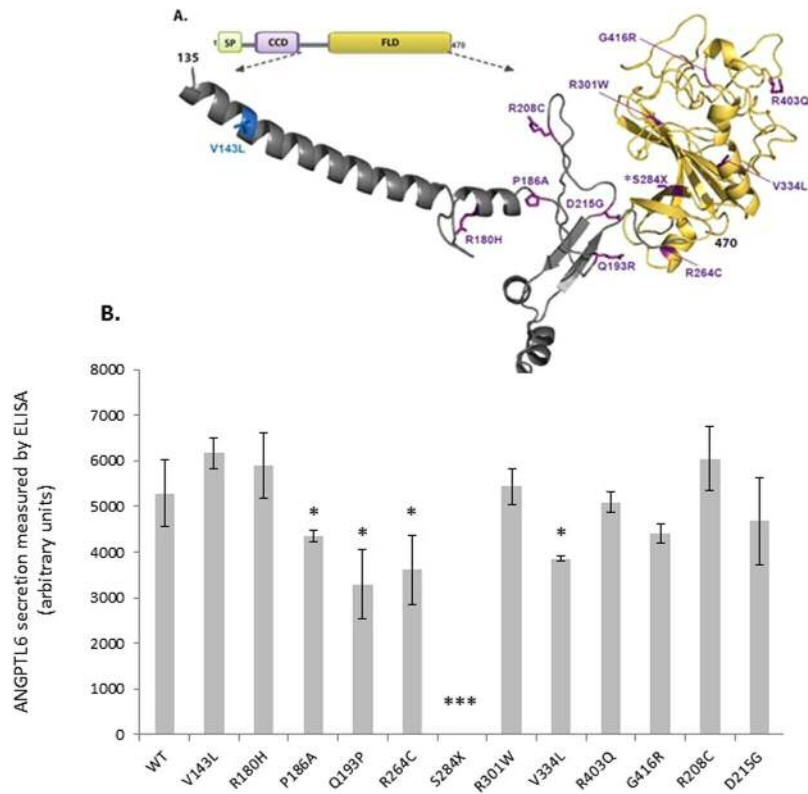 A.
1 SP CCD FLD 470
135
G416R
R301W
R403Q
R208C
V143L
P186A
*S284X
V334L
D215G
R180H
470
Q193R
R264C
B.
ANGPTL6 secretion measured by ELISA
(arbitrary units)
8000
7000
6000
5000
4000
3000
2000
1000
0
* * * *** *
WT V143L R180H P186A Q193P R264C S284X R301W V334L R403Q G416R R208C D215G